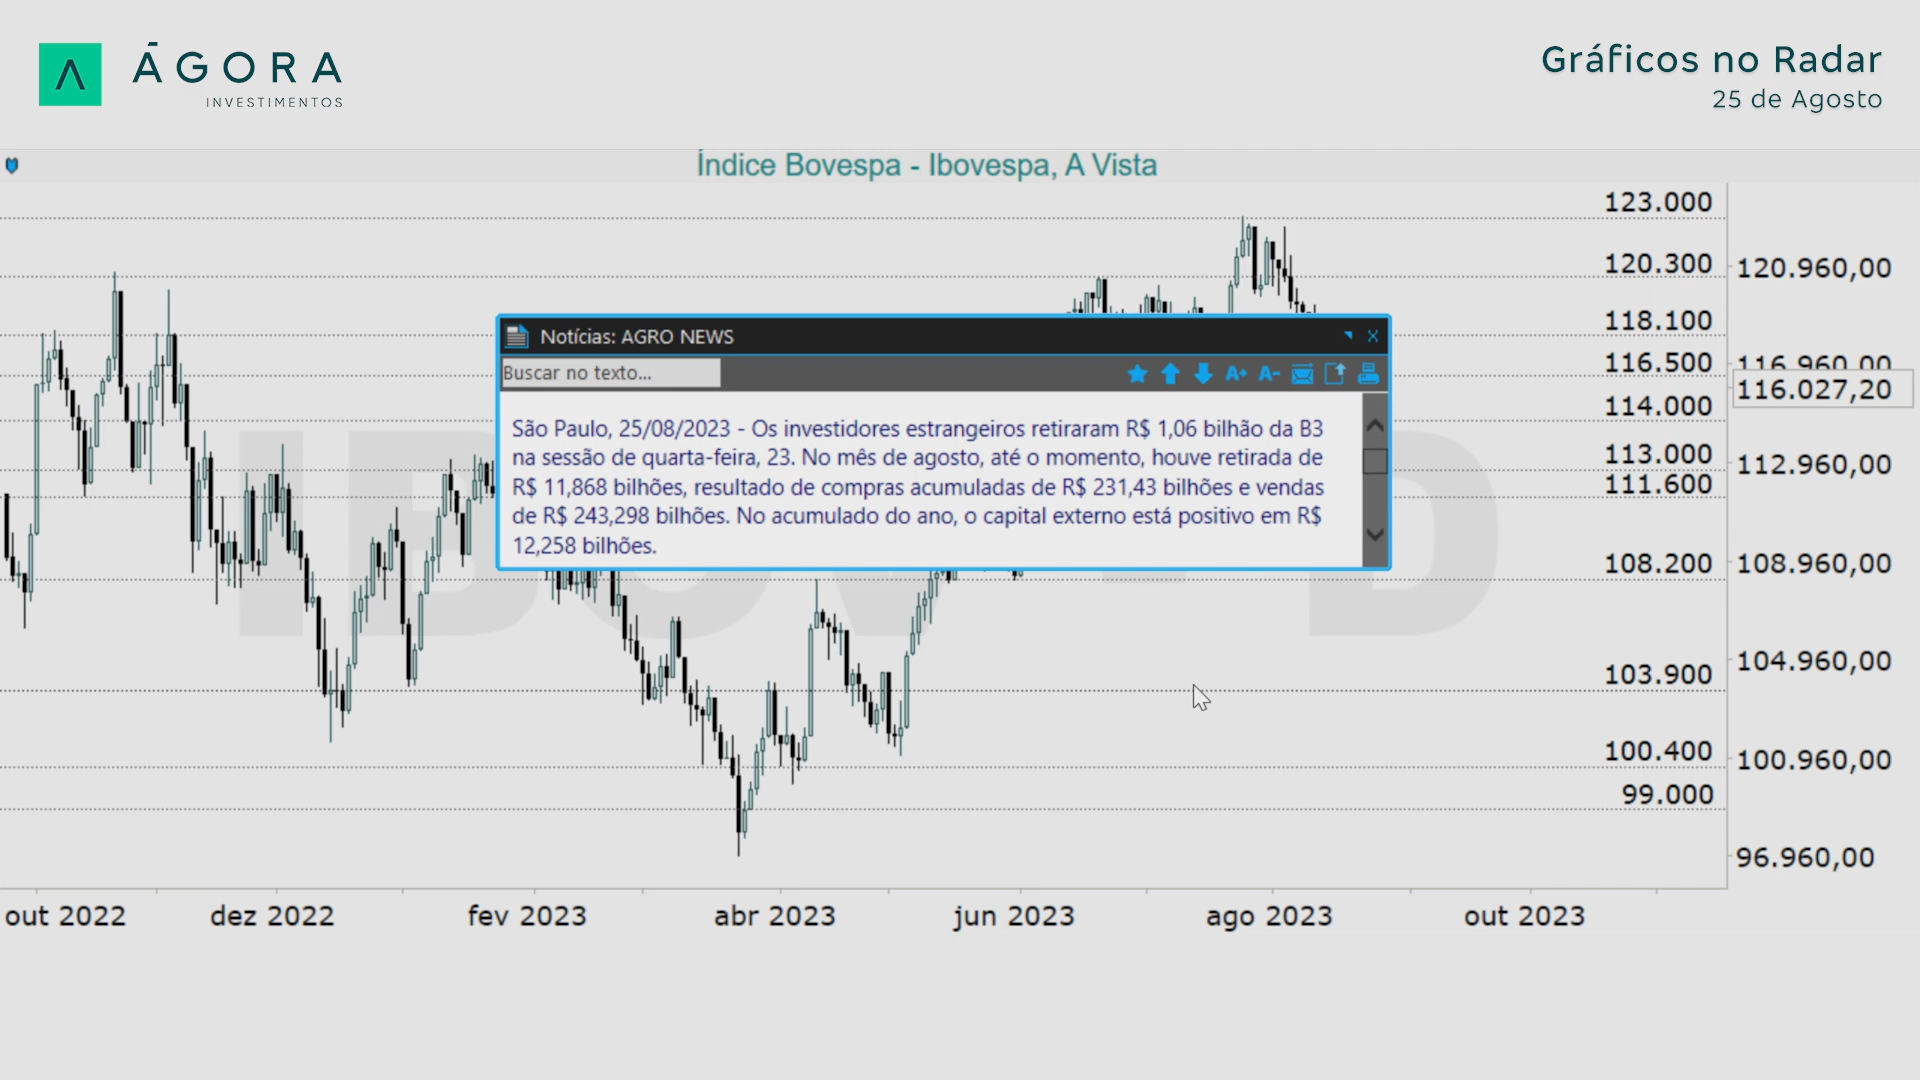 ÁGORA
INVESTIMENTOS
Gráficos no Radar
25 de Agosto
Índice Bovespa - Ibovespa, A Vista
123.000
120.300
120.960,00
118.100
116.500
116.960,00
116.027,20
114.000
113.000
112.960,00
111.600
108.200
108.960,00
103.900
104.960,00
100.400
100.960,00
99.000
96.960,00
Notícias: AGRO NEWS
Buscar no texto...
A+ A-
São Paulo, 25/08/2023 - Os investidores estrangeiros retiraram R$ 1,06 bilhão da B3
na sessão de quarta-feira, 23. No mês de agosto, até o momento, houve retirada de
R$ 11,868 bilhões, resultado de compras acumuladas de R$ 231,43 bilhões e vendas
de R$ 243,298 bilhões. No acumulado do ano, o capital externo está positivo em R$
12,258 bilhões.
out 2022 dez 2022 fev 2023 abr 2023 jun 2023 ago 2023 out 2023